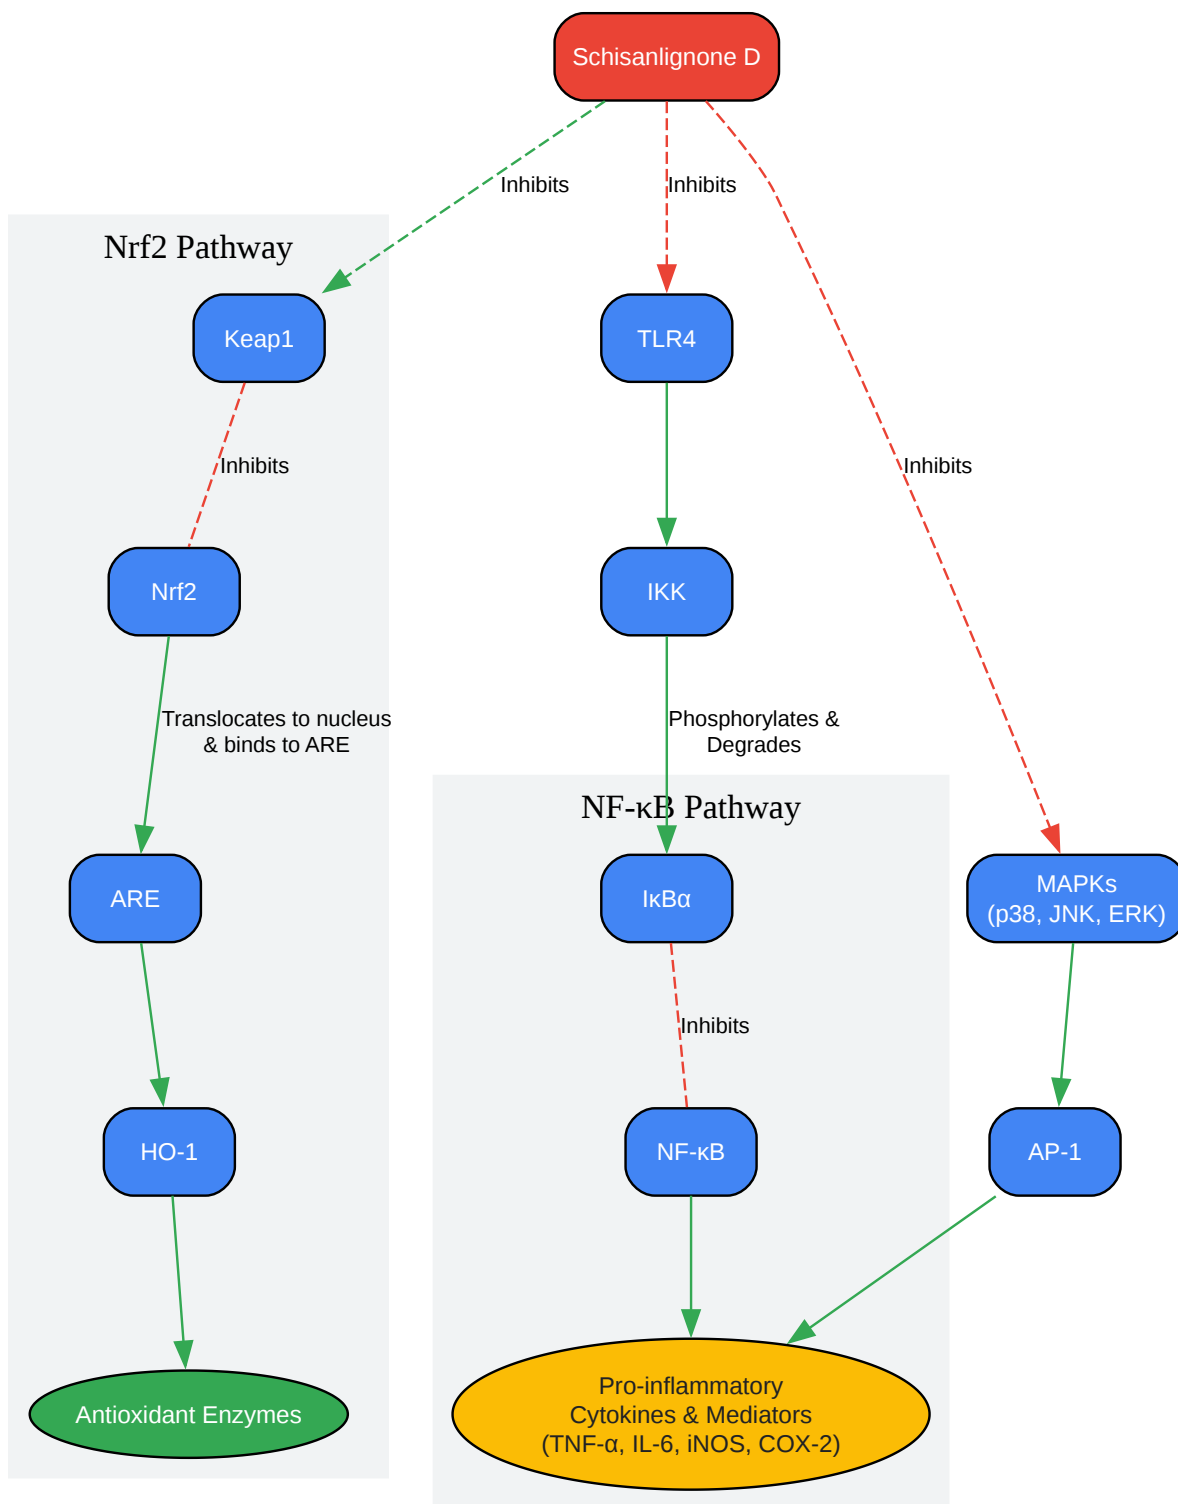 Schisanlignone D
Inhibits
Inhibits
Nrf2 Pathway
Keap1
TLR4
Inhibits
Inhibits
Nrf2
IKK
Translocates to nucleus
& binds to ARE
Phosphorylates &
Degrades
NF-κB Pathway
ARE
IκBα
MAPKs
(p38, JNK, ERK)
Inhibits
HO-1
NF-κB
AP-1
Antioxidant Enzymes
Pro-inflammatory
Cytokines & Mediators
(TNF-α, IL-6, iNOS, COX-2)